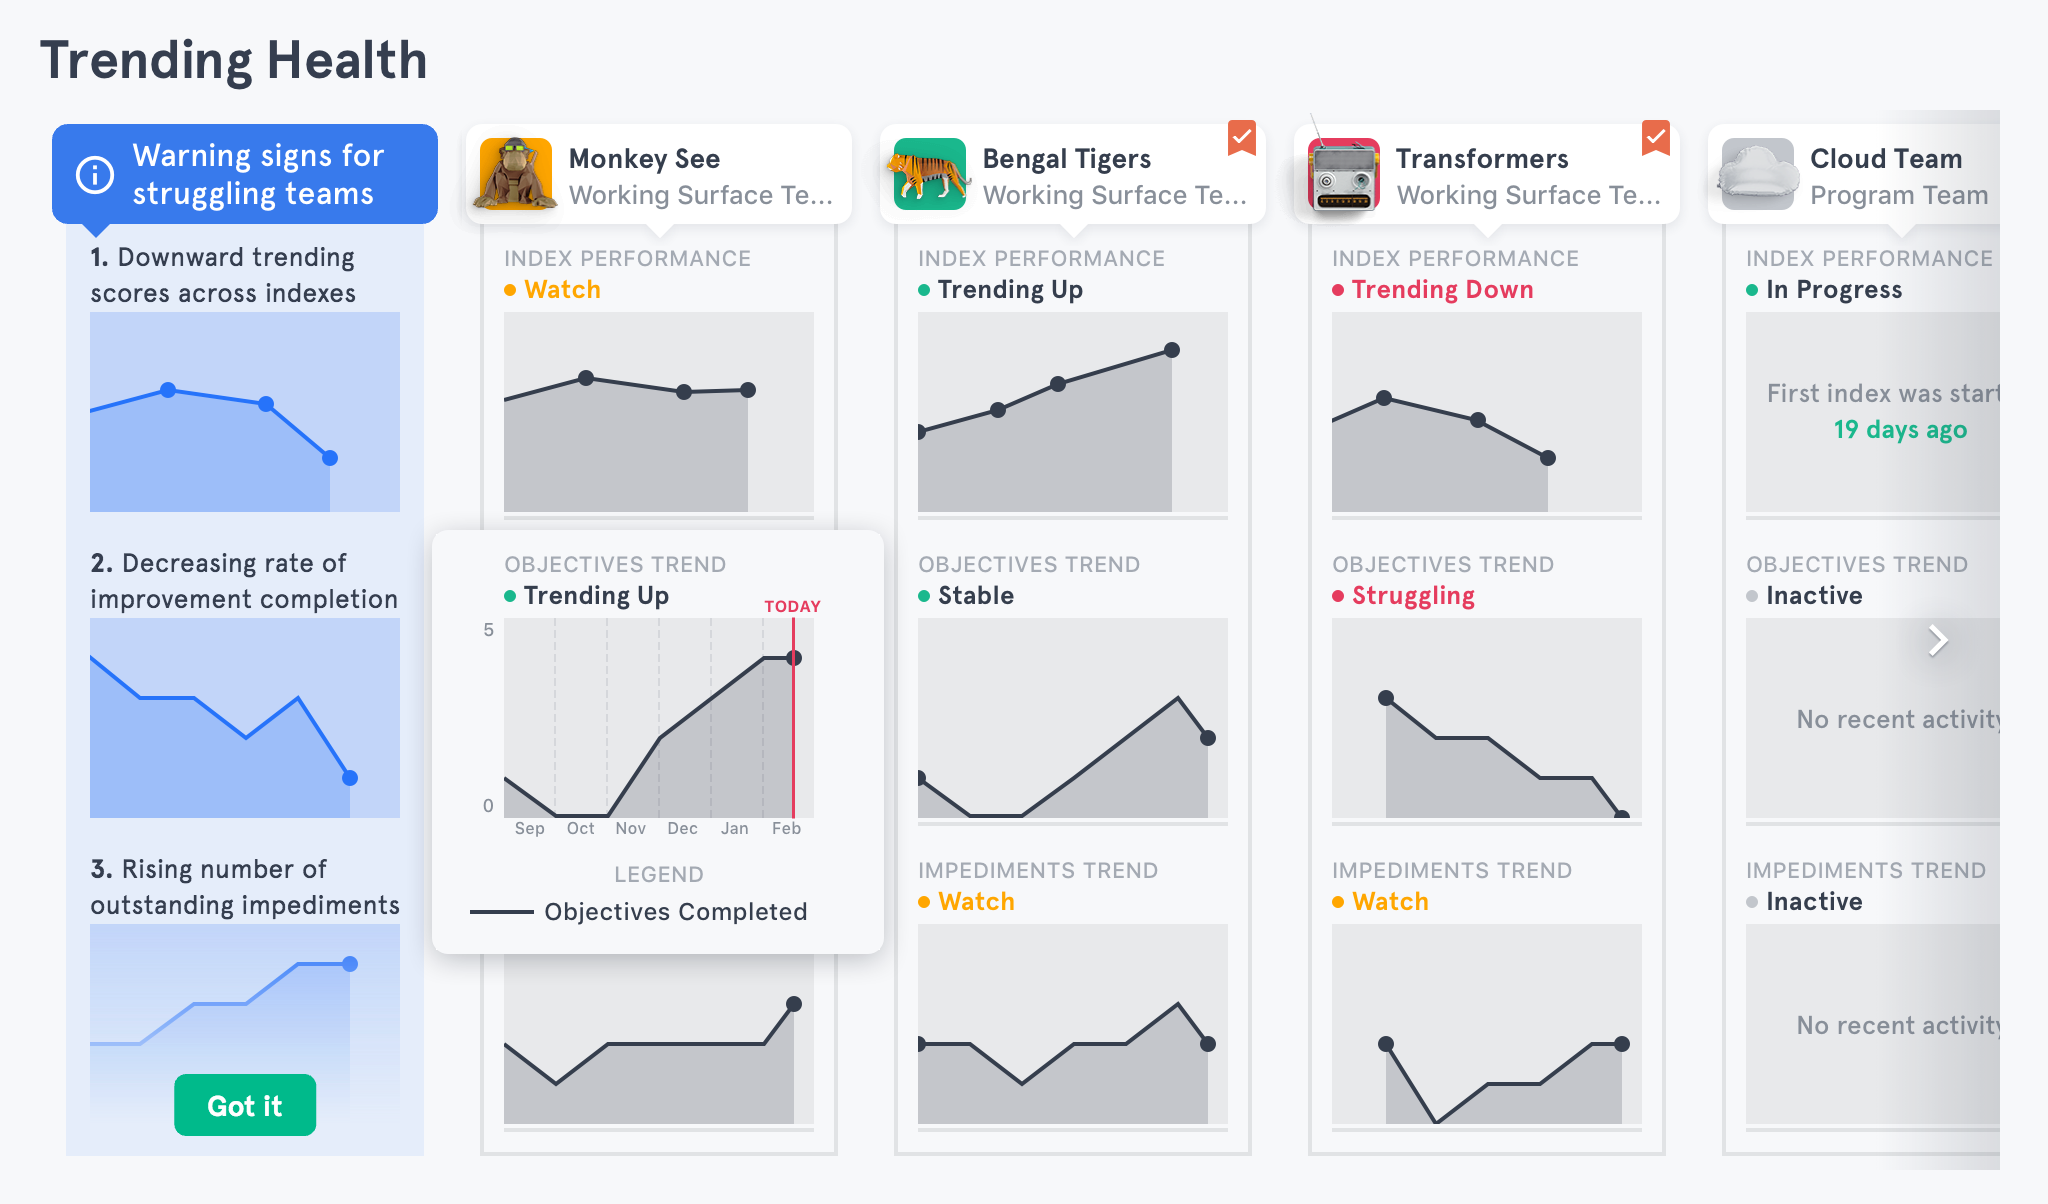 Trending Health
Warning signs for
struggling teams
1. Downward trending
scores across indexes
2. Decreasing rate of
improvement completion
3. Rising number of
outstanding impediments
Got it
Monkey See
Working Surface Te...
INDEX PERFORMANCE
Watch
OBJECTIVES TREND
Trending Up
TODAY
5
0
Sep Oct Nov Dec Jan Feb
LEGEND
Objectives Completed
Bengal Tigers
Working Surface Te...
INDEX PERFORMANCE
Trending Up
OBJECTIVES TREND
Stable
IMPEDIMENTS TREND
Watch
Transformers
Working Surface Te...
INDEX PERFORMANCE
Trending Down
OBJECTIVES TREND
Struggling
IMPEDIMENTS TREND
Watch
Cloud Team
Program Team
INDEX PERFORMANCE
In Progress
First index was start
19 days ago
OBJECTIVES TREND
Inactive
No recent activity
IMPEDIMENTS TREND
Inactive
No recent activity